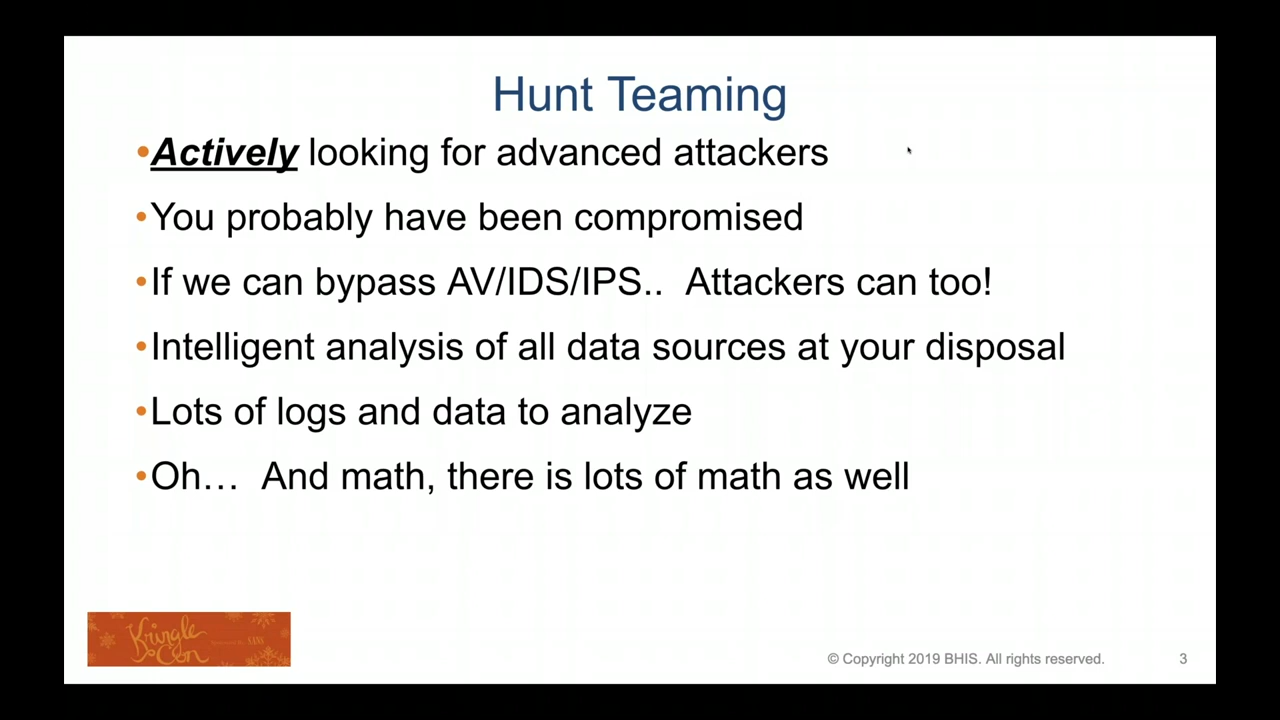 Hunt Teaming
•Actively looking for advanced attackers
•You probably have been compromised
•If we can bypass AV/IDS/IPS..  Attackers can too!
•Intelligent analysis of all data sources at your disposal
•Lots of logs and data to analyze
•Oh…  And math, there is lots of math as well
Kringle
Con
© Copyright 2019 BHIS. All rights reserved.
3